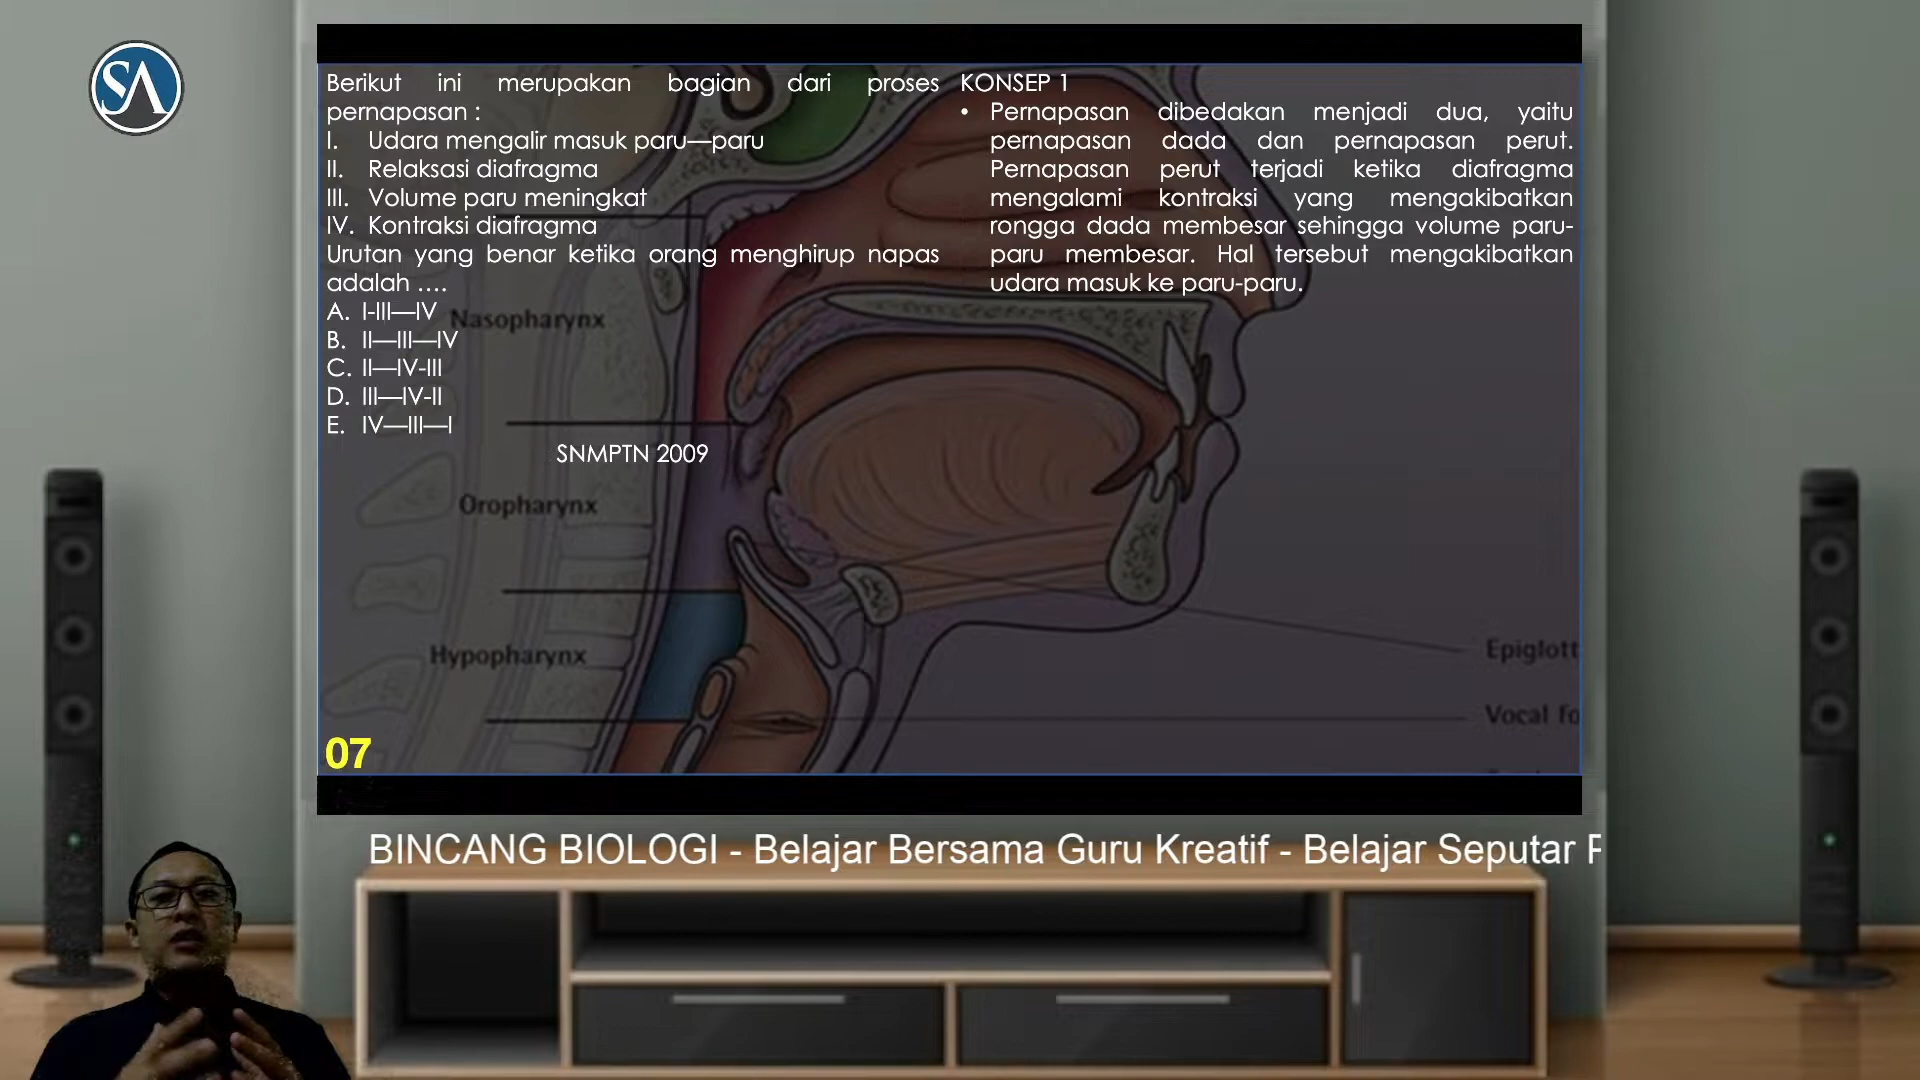 SA
Berikut ini merupakan bagian dari proses
pernapasan :
I. Udara mengalir masuk paru—paru
II. Relaksasi diafragma
III. Volume paru meningkat
IV. Kontraksi diafragma
Urutan yang benar ketika orang menghirup napas
adalah ....
A. I-III—IV
B. II—III—IV
C. II—IV-III
D. III—IV-II
E. IV—III—I
SNMPTN 2009
KONSEP 1
• Pernapasan dibedakan menjadi dua, yaitu
pernapasan dada dan pernapasan perut.
Pernapasan perut terjadi ketika diafragma
mengalami kontraksi yang mengakibatkan
rongga dada membesar sehingga volume paru-
paru membesar. Hal tersebut mengakibatkan
udara masuk ke paru-paru.
Nasopharynx
Oropharynx
Hypopharynx
Epiglott
Vocal fo
07
BINCANG BIOLOGI - Belajar Bersama Guru Kreatif - Belajar Seputar